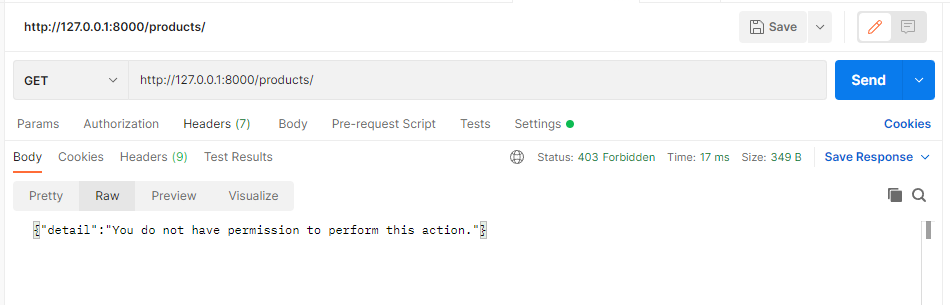 http://127.0.0.1:8000/products/
Save
GET
http://127.0.0.1:8000/products/
Send
Params Authorization Headers (7) Body Pre-request Script Tests Settings Cookies
Body Cookies Headers (9) Test Results Status: 403 Forbidden Time: 17 ms Size: 349 B Save Response
Pretty Raw Preview Visualize
{"detail":"You do not have permission to perform this action."}